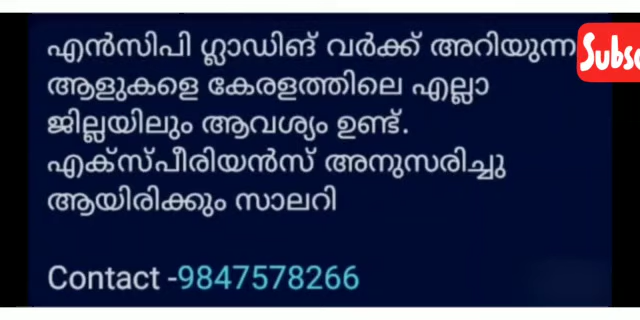 എൻസിപി ഗ്ലാഡിങ് വർക്ക് അറിയുന്ന
ആളുകളെ കേരളത്തിലെ എല്ലാ
ജില്ലയിലും ആവശ്യം ഉണ്ട്.
എക്സ്പീരിയൻസ് അനുസരിച്ചു
ആയിരിക്കും സാലറി
Contact -9847578266